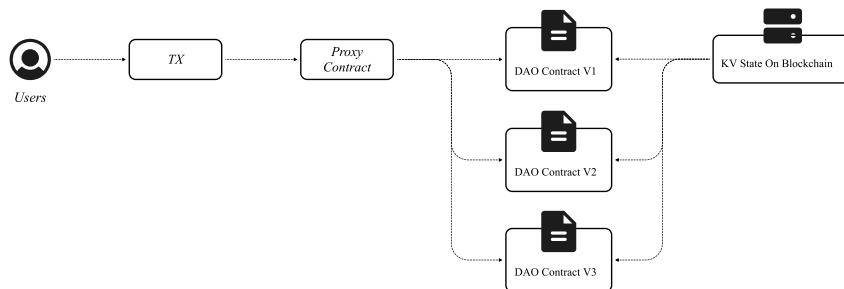 Users
TX
Proxy
Contract
DAO Contract V1
DAO Contract V2
DAO Contract V3
KV State On Blockchain